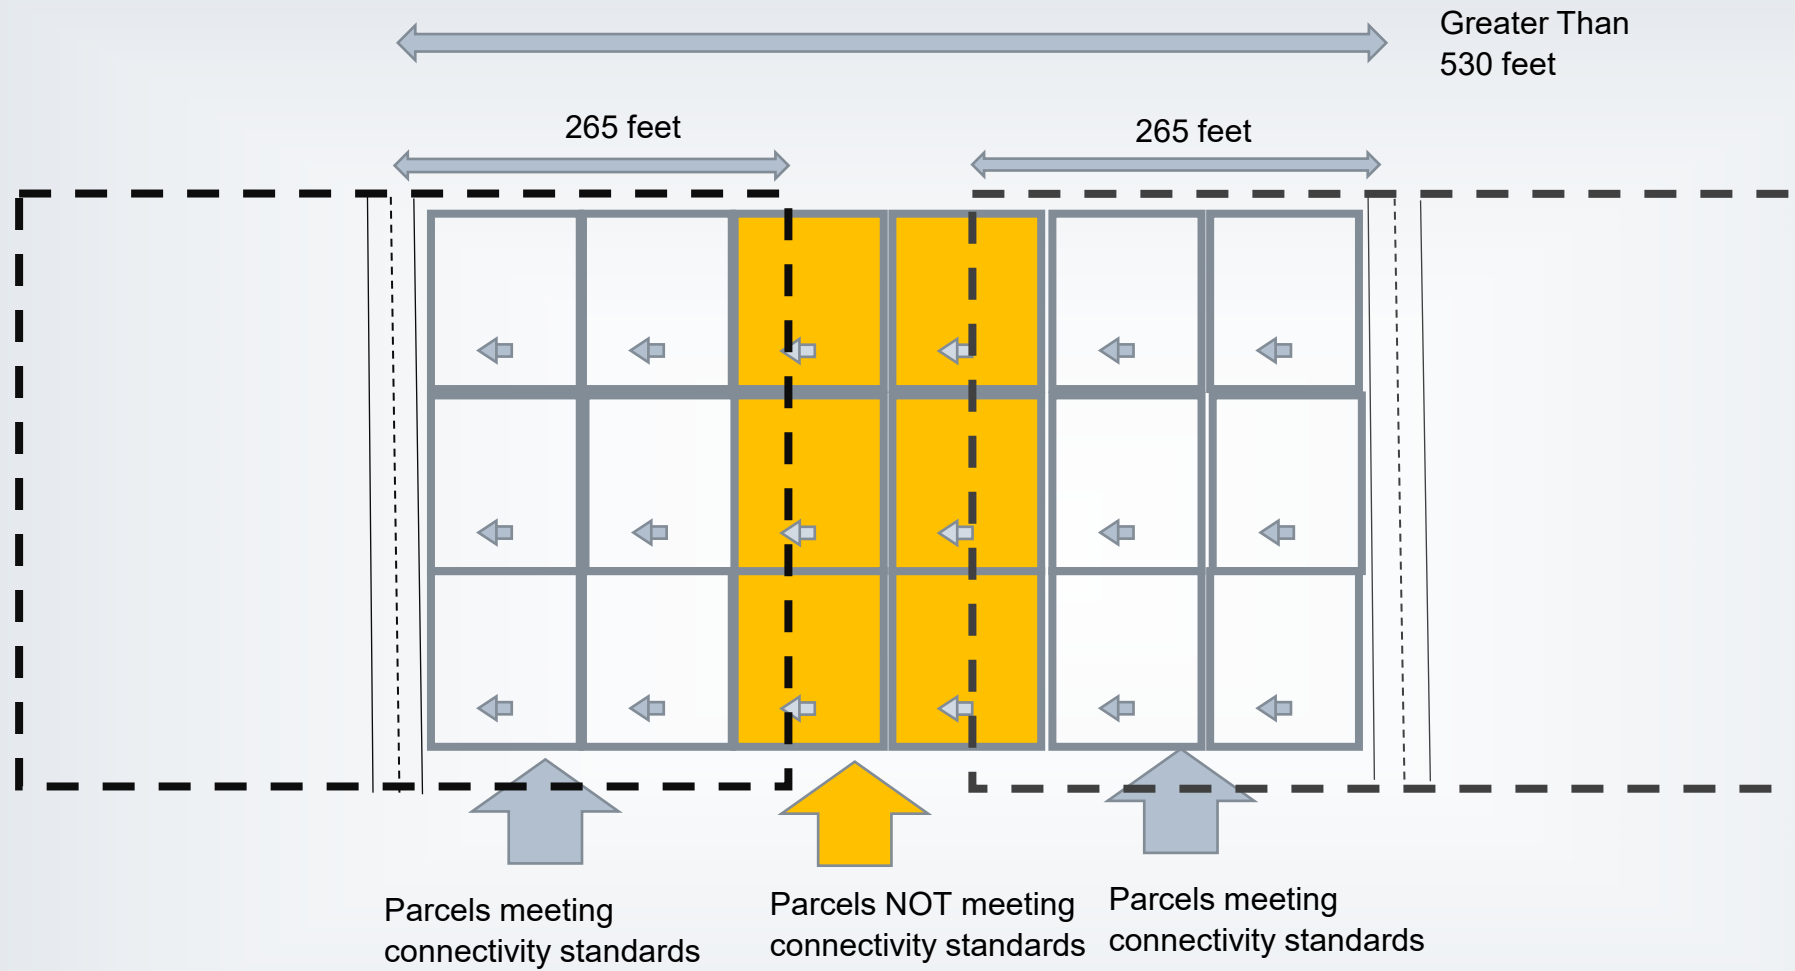 Greater Than
530 feet
265 feet
265 feet
Parcels meeting
connectivity standards
Parcels NOT meeting
connectivity standards
Parcels meeting
connectivity standards